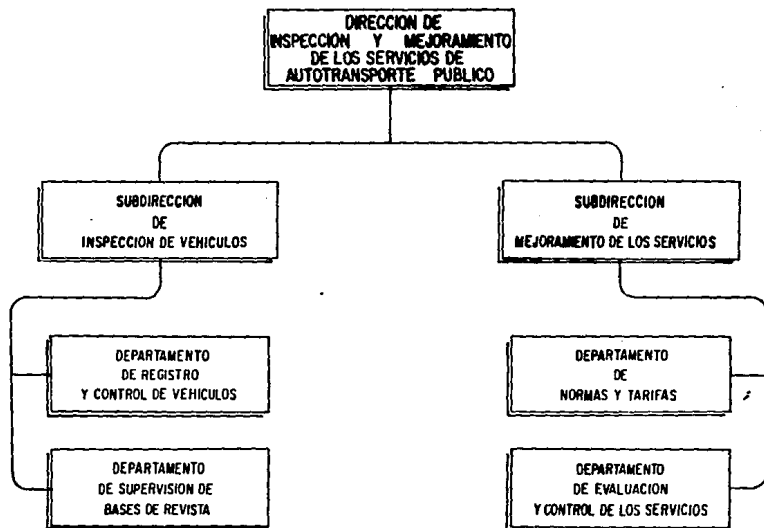 DIRECCION DE
INSPECCION Y MEJORAMIENTO
DE LOS SERVICIOS DE
AUTOTRANSPORTE PUBLICO
SUBDIRECCION
DE
INSPECCION DE VEHICULOS
SUBDIRECCION
DE
MEJORAMIENTO DE LOS SERVICIOS
DEPARTAMENTO
DE REGISTRO
Y CONTROL DE VEHICULOS
DEPARTAMENTO
DE
NORMAS Y TARIFAS
DEPARTAMENTO
DE SUPERVISION DE
BASES DE REVISTA
DEPARTAMENTO
DE EVALUACION
Y CONTROL DE LOS SERVICIOS